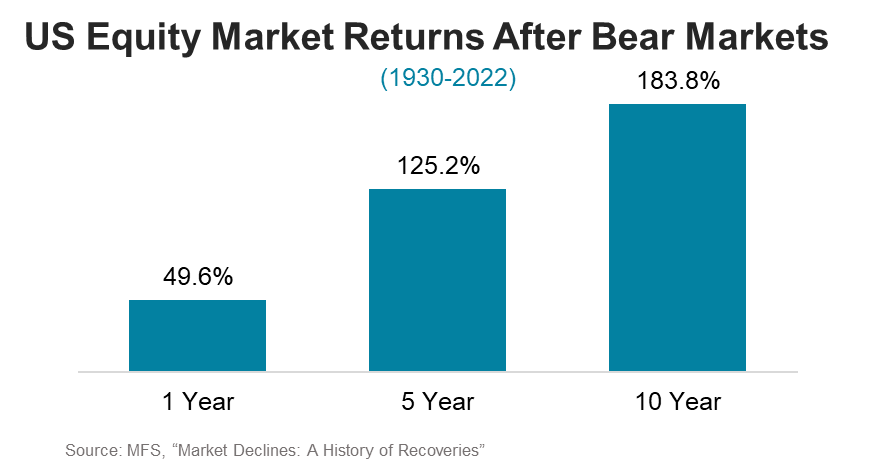 US Equity Market Returns After Bear Markets
(1930-2022)
183.8%
125.2%
49.6%
1 Year
5 Year
10 Year
Source: MFS, “Market Declines: A History of Recoveries”